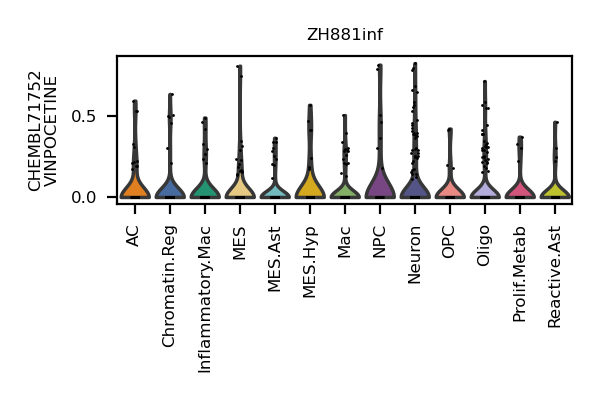 ZH881inf
CHEMBL71752
VINPOCETINE
0.5
0.0
AC
Chromatin.Reg
Inflammatory.Mac
MES
MES.Ast
MES.Hyp
Mac
NPC
Neuron
OPC
Oligo
Prolif.Metab
Reactive.Ast